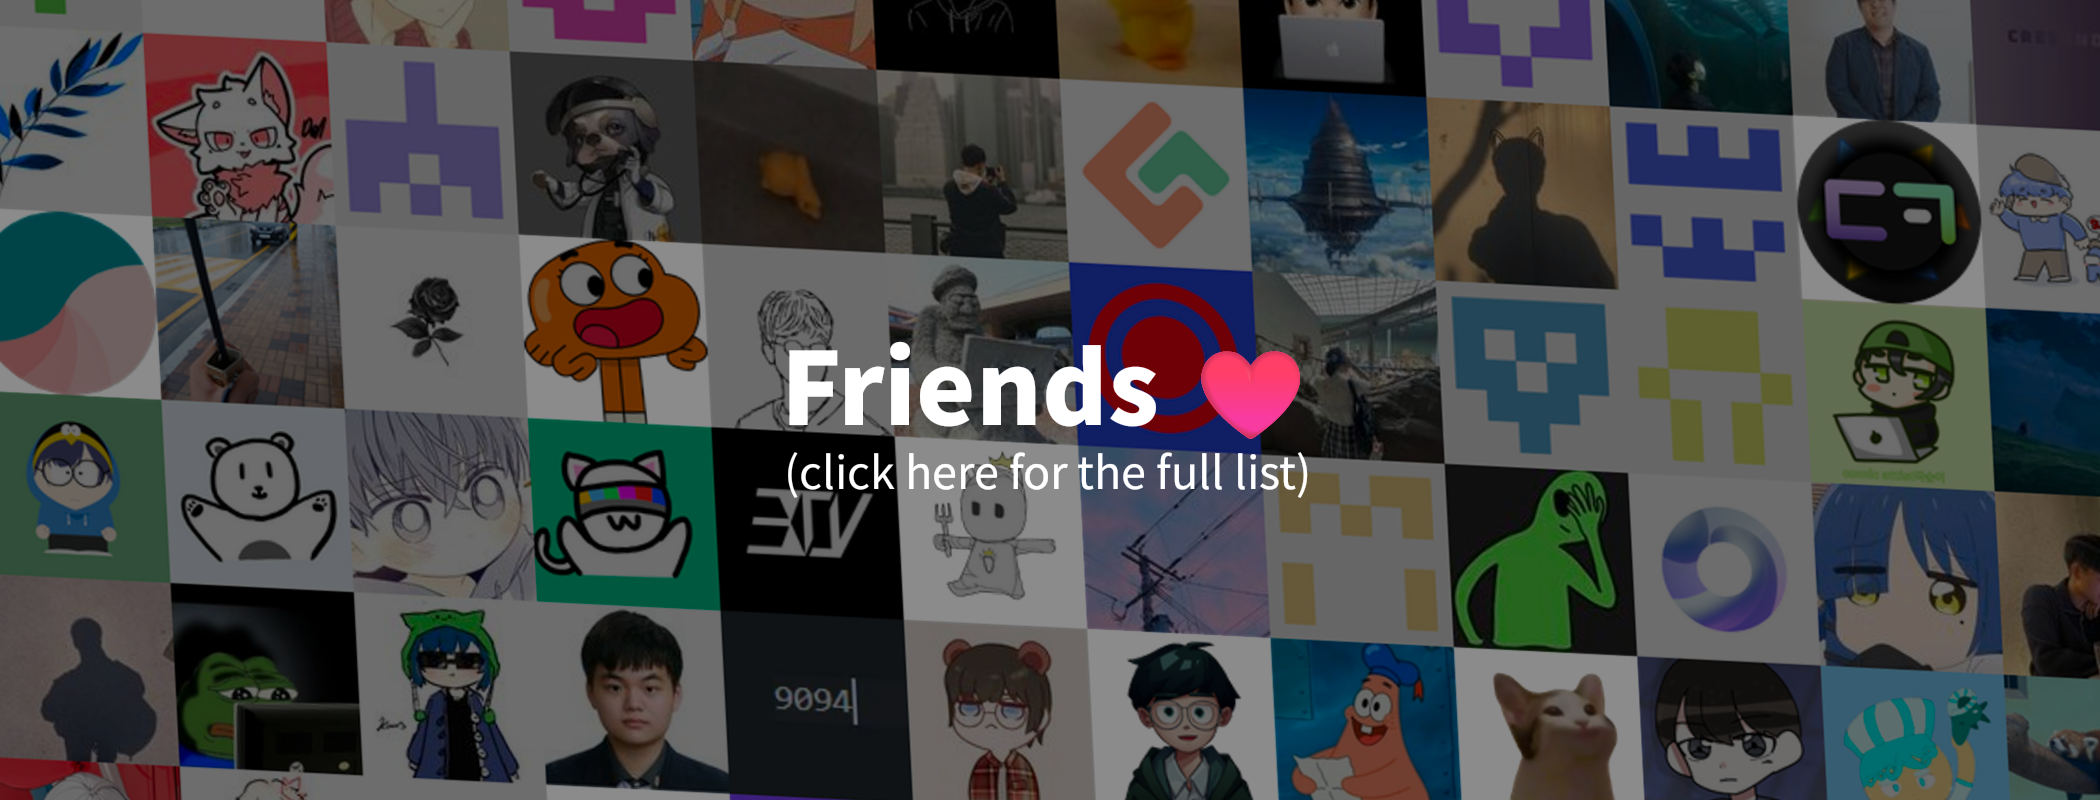 Friends ❤️
(click here for the full list)
9094